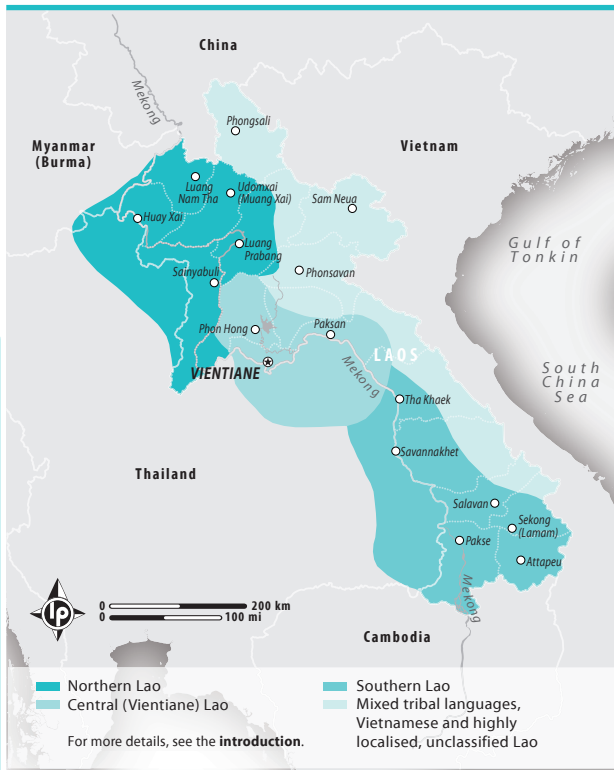 China
Mekong
Phongsali
Myanmar
(Burma)
Vietnam
Luang
Nam Tha
Udomxai
(Muang Xai)
Sam Neua
Huay Xai
Luang
Prabang
Gulf of
Tonkin
Phonsavan
Sainyabuli
Phon Hong
Paksan
LAOS
Mekong
VIENTIANE
South
China
Sea
Tha Khaek
Savannakhet
Thailand
Salavan
Sekong
(Lamam)
Pakse
Attapeu
Mekong
lp
0 200 km
0 100 mi
Cambodia
Northern Lao
Central (Vientiane) Lao
For more details, see the introduction.
Southern Lao
Mixed tribal languages,
Vietnamese and highly
localised, unclassified Lao